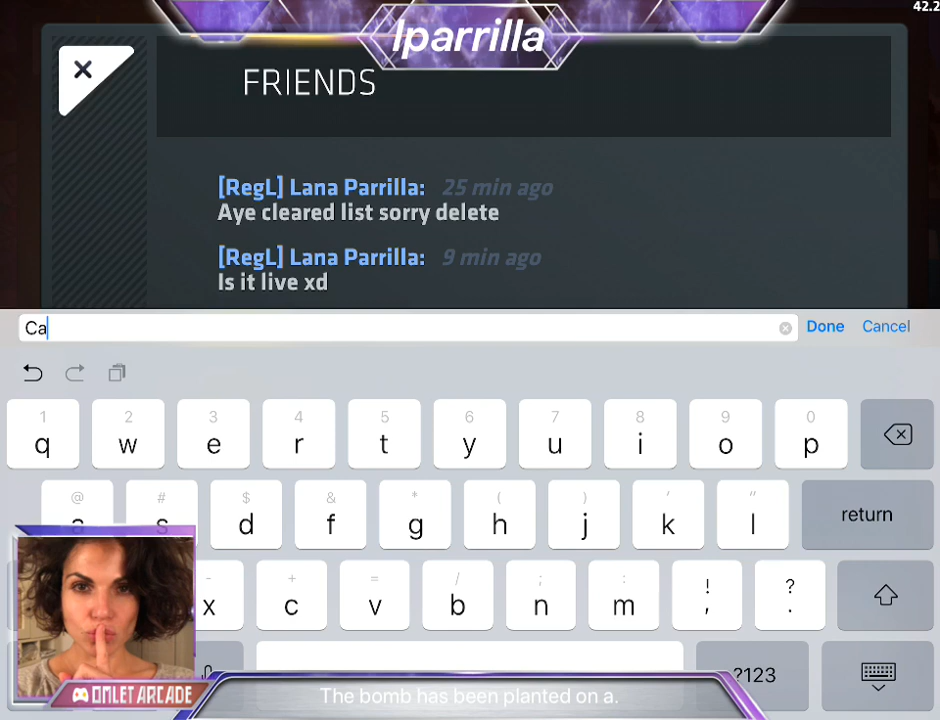 42.2
lparrilla
FRIENDS
[RegL] Lana Parrilla: 25 min ago
Aye cleared list sorry delete
[RegL] Lana Parrilla: 9 min ago
Is it live xd
Ca Done Cancel
1 2 3 4 5 6 7 8 9 0
q w e r t y u i o p
@ # $ & * ( ) ' "
a s d f g h j k l return
- + = / ; : ! ?
x c v b n m , .
?123
OMLET ARCADE
The bomb has been planted on a.